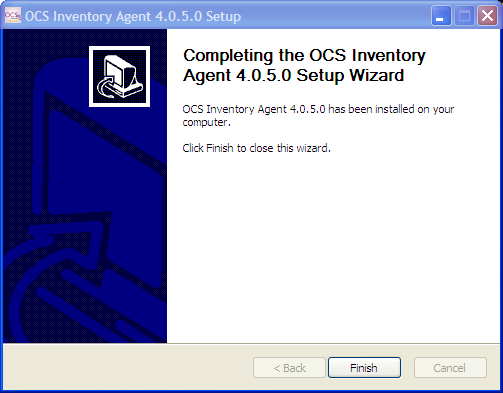 OCS Inventory Agent 4.0.5.0 Setup
Completing the OCS Inventory
Agent 4.0.5.0 Setup Wizard
OCS Inventory Agent 4.0.5.0 has been installed on your
computer.
Click Finish to close this wizard.
< Back
Finish
Cancel